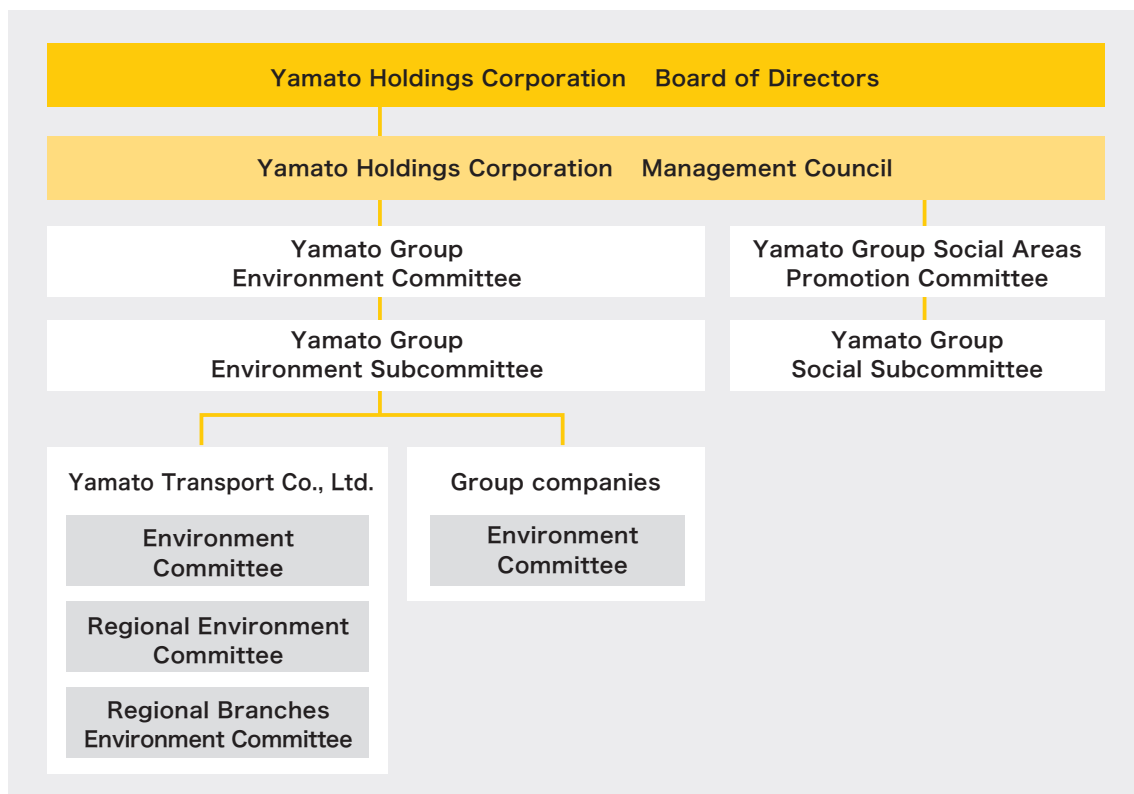 Yamato Holdings Corporation Board of Directors
Yamato Holdings Corporation Management Council
Yamato Group
Environment Committee
Yamato Group Social Areas
Promotion Committee
Yamato Group
Environment Subcommittee
Yamato Group
Social Subcommittee
Yamato Transport Co., Ltd.
Environment
Committee
Regional Environment
Committee
Regional Branches
Environment Committee
Group companies
Environment
Committee